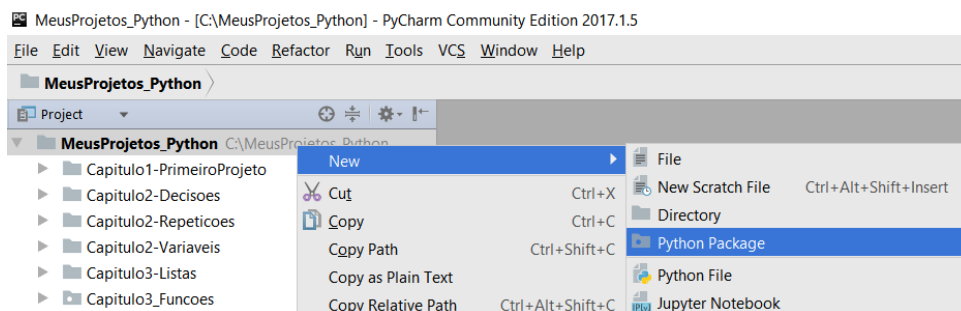 PC MeusProjetos_Python - [C:\MeusProjetos_Python] - PyCharm Community Edition 2017.1.5
File Edit View Navigate Code Refactor Run Tools VCS Window Help
MeusProjetos_Python
Project
MeusProjetos_Python C:\MeusProjetos_Python
Capitulo1-PrimeiroProjeto
Capitulo2-Decisoes
Capitulo2-Repeticoes
Capitulo2-Variaveis
Capitulo3-Listas
Capitulo3_Funcoes
New
Cut Ctrl+X
Copy Ctrl+C
Copy Path Ctrl+Shift+C
Copy as Plain Text
Copy Relative Path Ctrl+Alt+Shift+C
File
New Scratch File Ctrl+Alt+Shift+Insert
Directory
Python Package
Python File
Jupyter Notebook